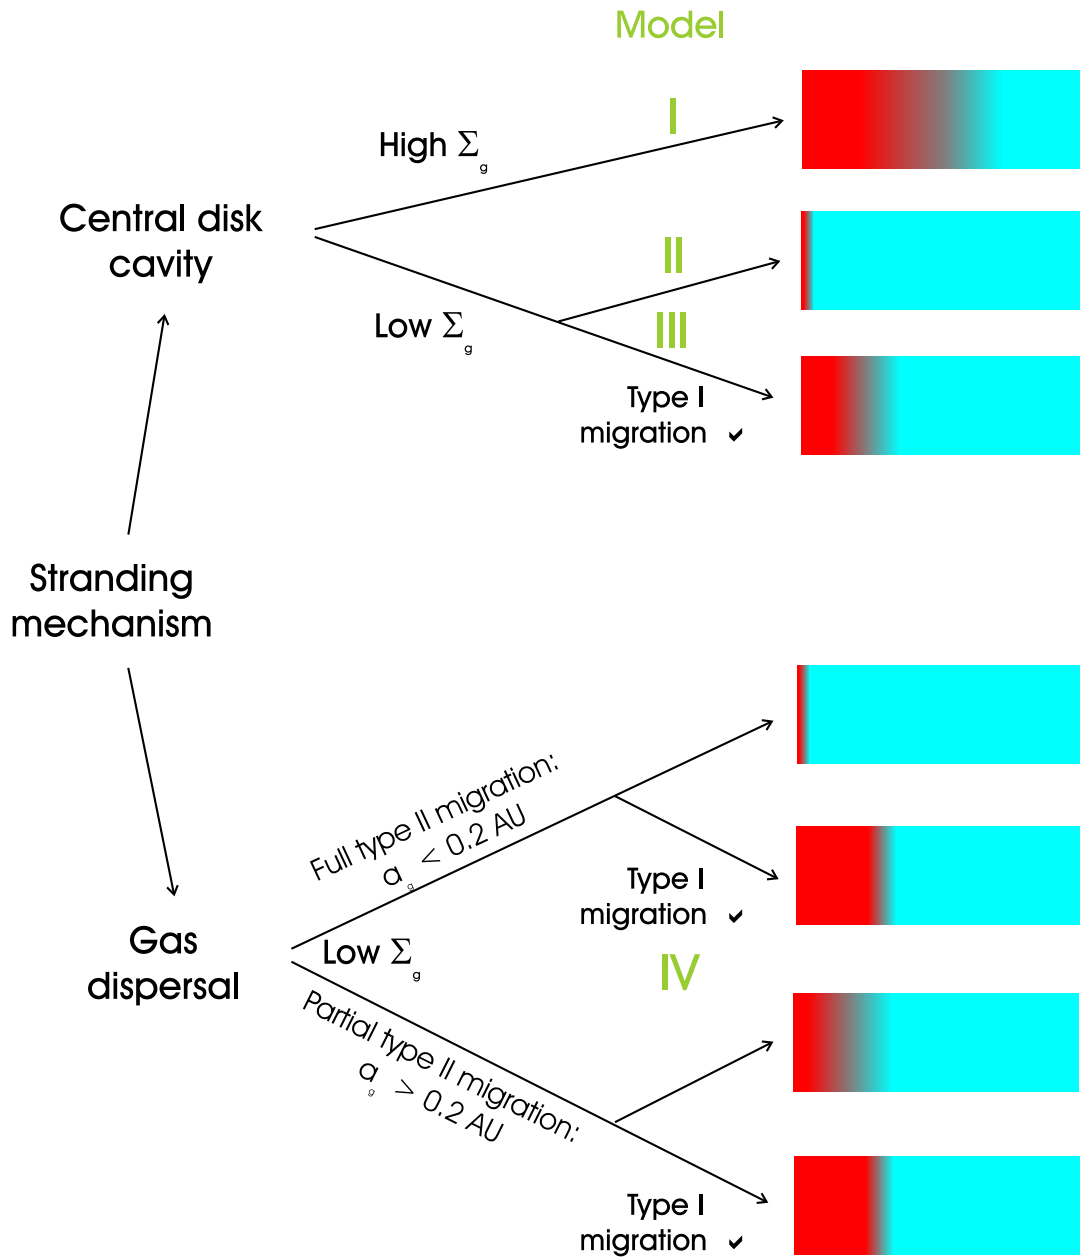 Model
I
High Σg
Central disk
cavity
II
Low Σg
III
Type I
migration ✓
Stranding
mechanism
Full type II migration:
ag < 0.2 AU
Type I
migration ✓
Gas
dispersal
Low Σg
IV
Partial type II migration:
ag > 0.2 AU
Type I
migration ✓